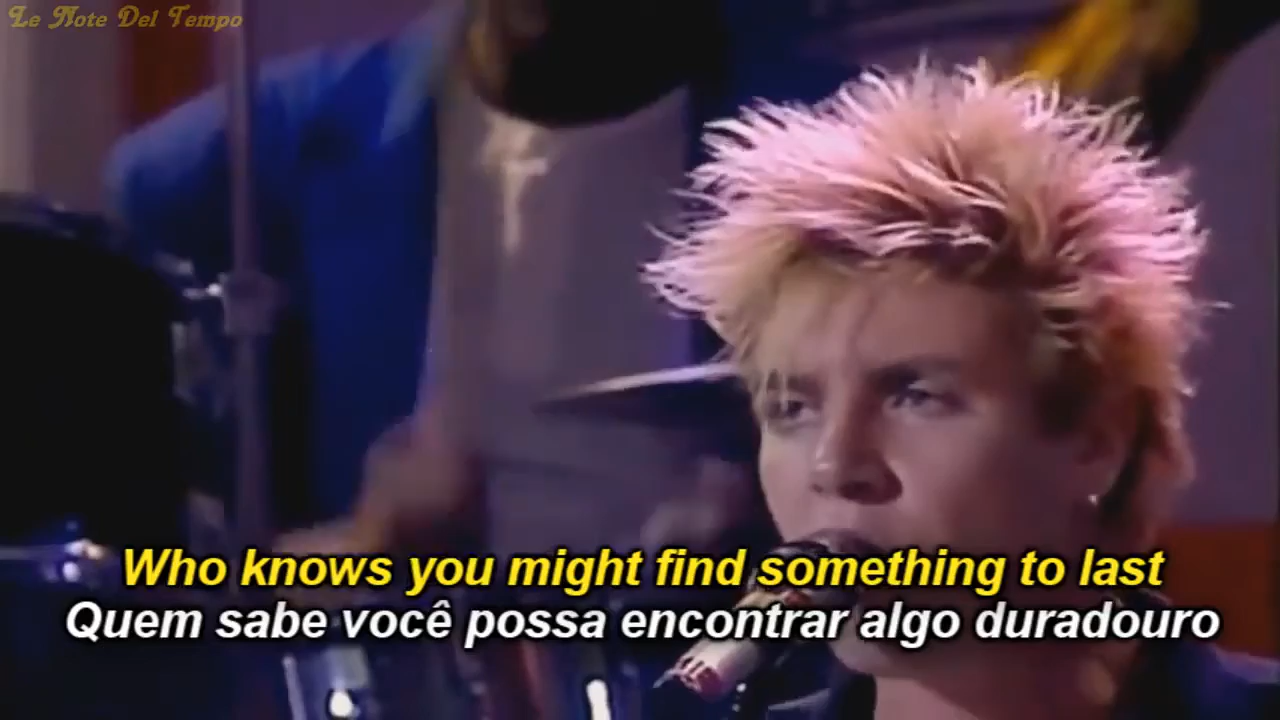 Le Note Del Tempo
Who knows you might find something to last
Quem sabe você possa encontrar algo duradouro